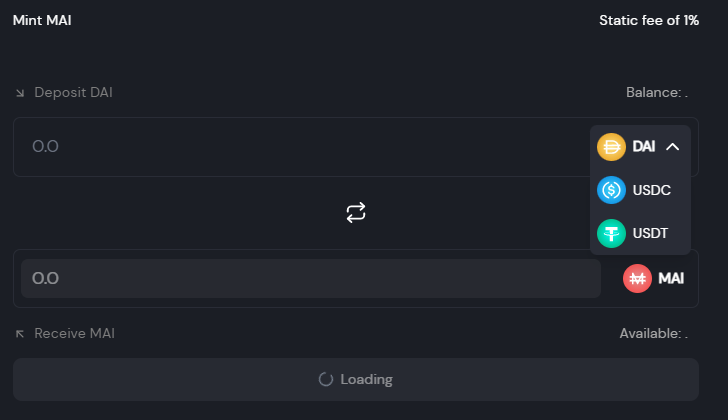 Mint MAI Static fee of 1%
Deposit DAI Balance: .
0.0 DAI
USDC
USDT
0.0 MAI
Receive MAI Available: .
Loading